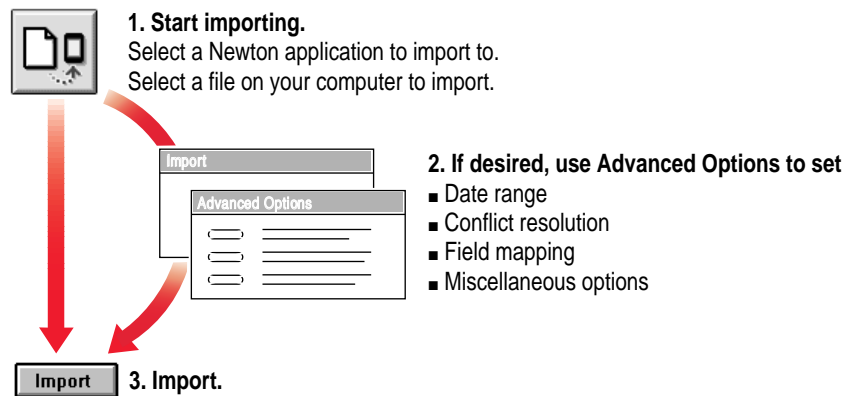 1. Start importing.
Select a Newton application to import to.
Select a file on your computer to import.
Import
Advanced Options
2. If desired, use Advanced Options to set
■ Date range
■ Conflict resolution
■ Field mapping
■ Miscellaneous options
Import
3. Import.